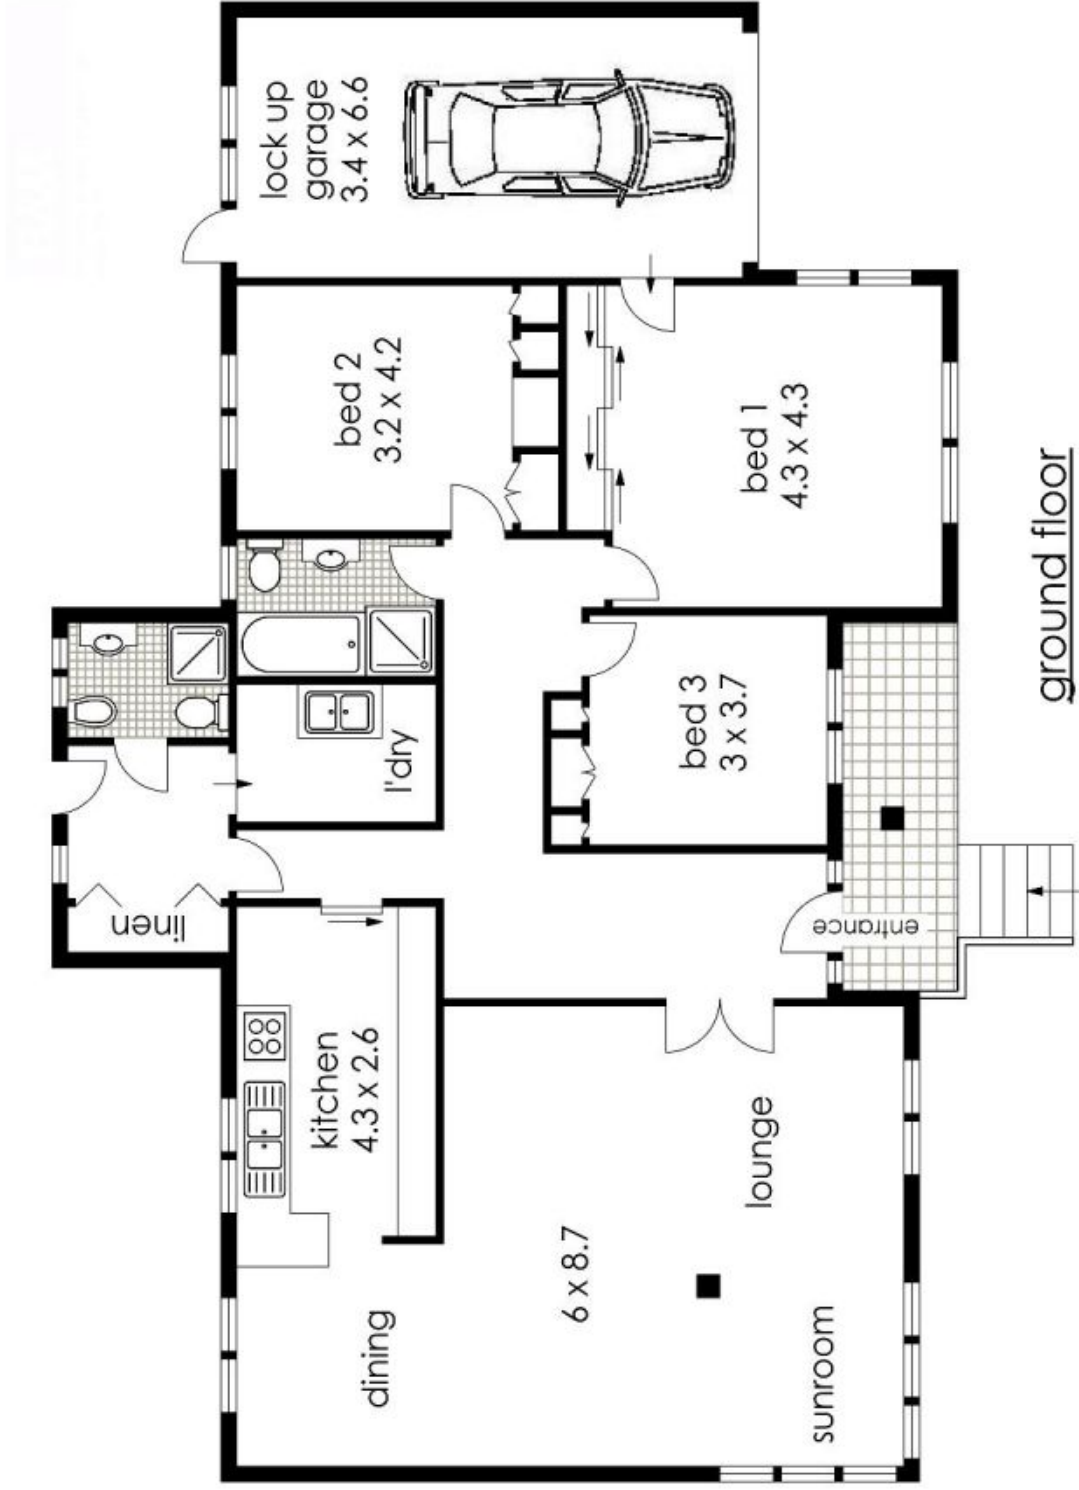 lock up
garage
3.4 x 6.6
bed 2
3.2 x 4.2
bed 1
4.3 x 4.3
l'dry
bed 3
3 x 3.7
linen
entrance
kitchen
4.3 x 2.6
lounge
6 x 8.7
dining
sunroom
ground floor